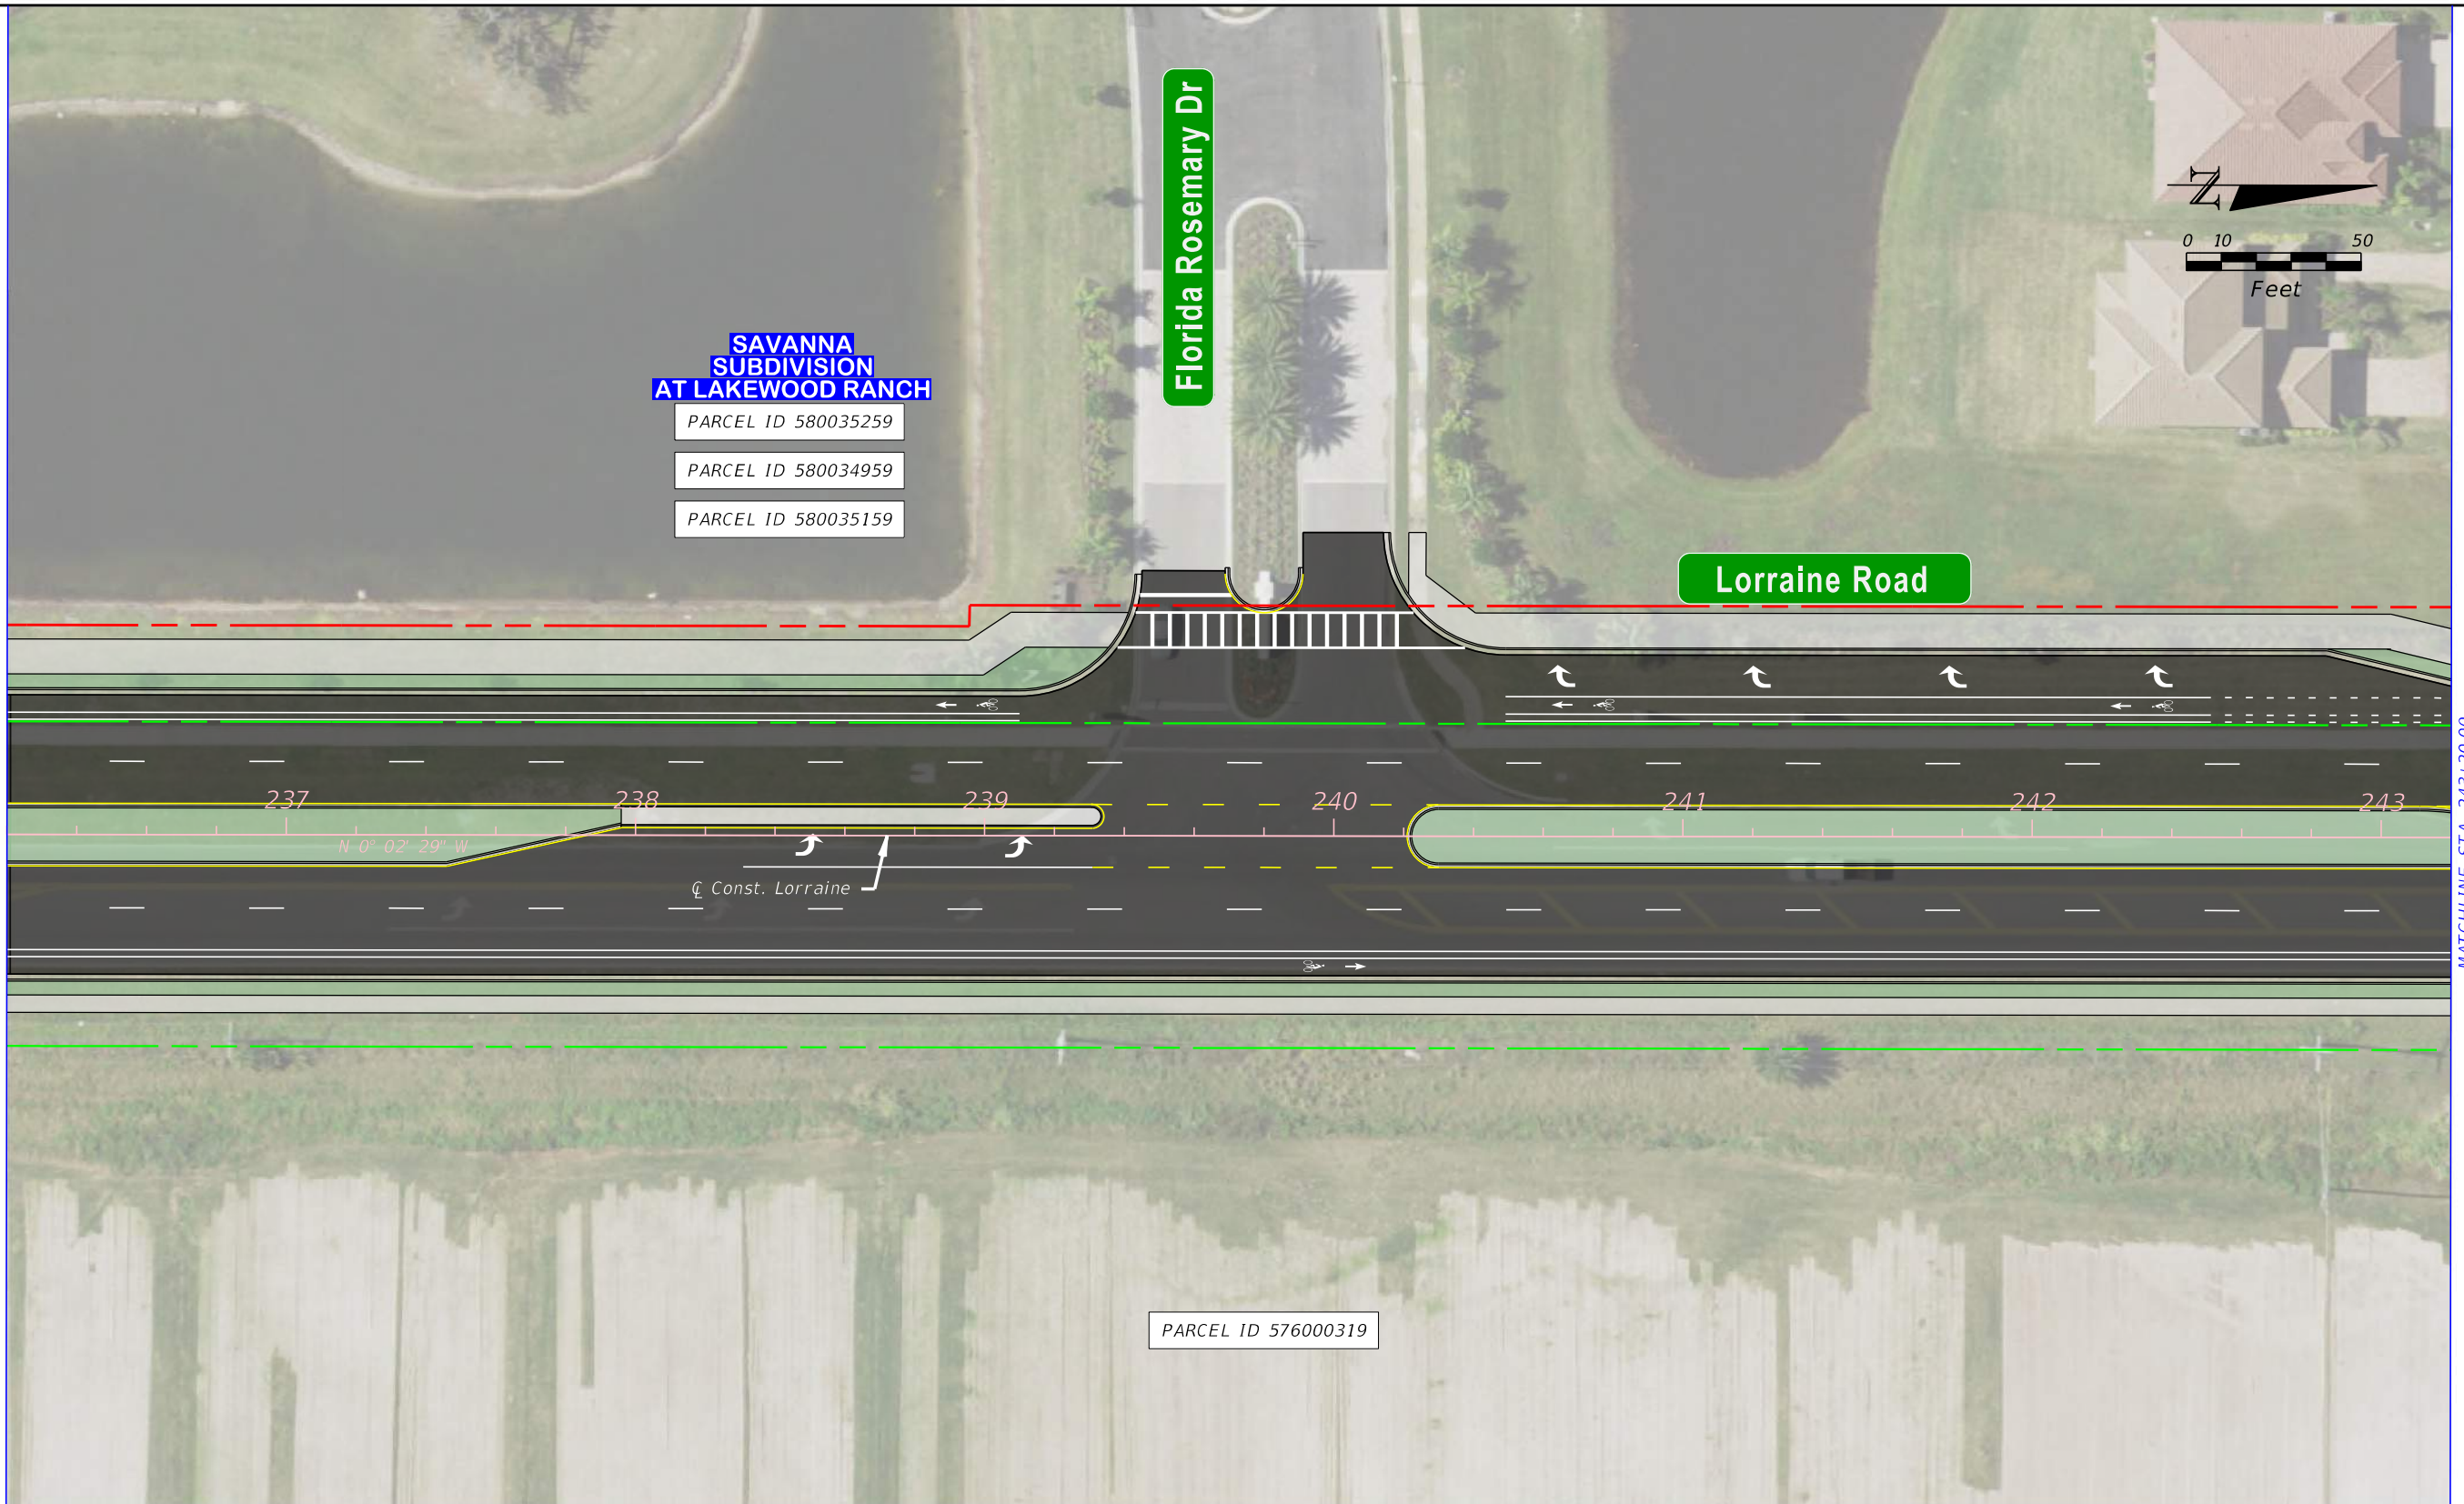 Florida Rosemary Dr
N
0 10 50
Feet
SAVANNA
SUBDIVISION
AT LAKEWOOD RANCH
PARCEL ID 580035259
PARCEL ID 580034959
PARCEL ID 580035159
Lorraine Road
237 238 239 240 241 242 243
N 0° 02' 29" W
℄ Const. Lorraine
PARCEL ID 576000319